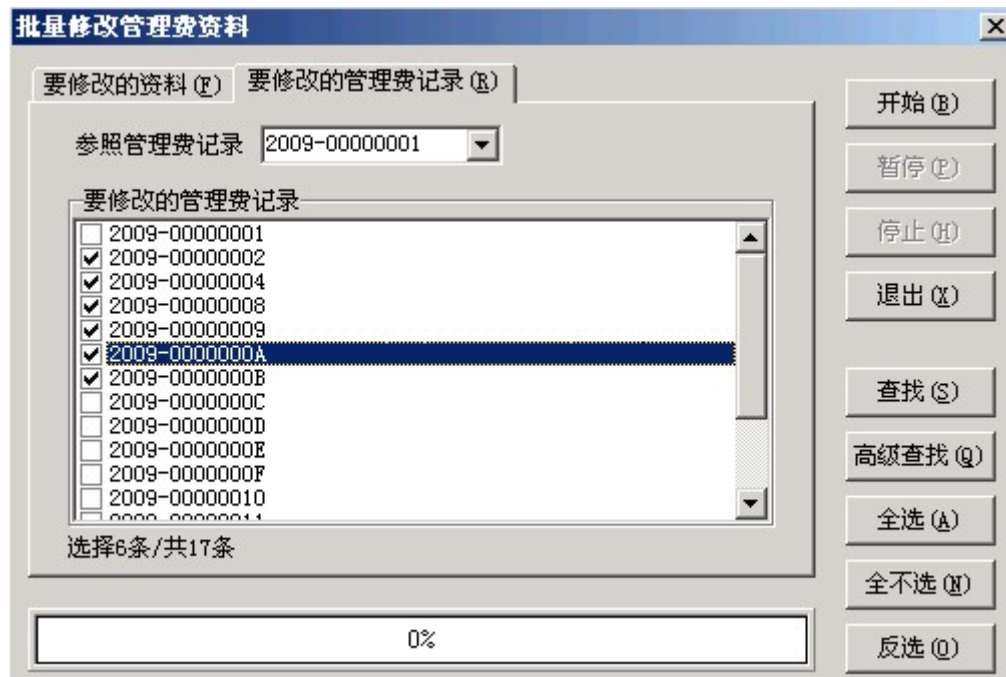 批量修改管理费资料
要修改的资料(F)
要修改的管理费记录(R)
参照管理费记录
2009-00000001
要修改的管理费记录
2009-00000001
2009-00000002
2009-00000004
2009-00000008
2009-00000009
2009-0000000A
2009-0000000B
2009-0000000C
2009-0000000D
2009-0000000E
2009-0000000F
2009-00000010
2009-00000011
选择6条/共17条
0%
开始(B)
暂停(P)
停止(H)
退出(X)
查找(S)
高级查找(Q)
全选(A)
全不选(N)
反选(O)